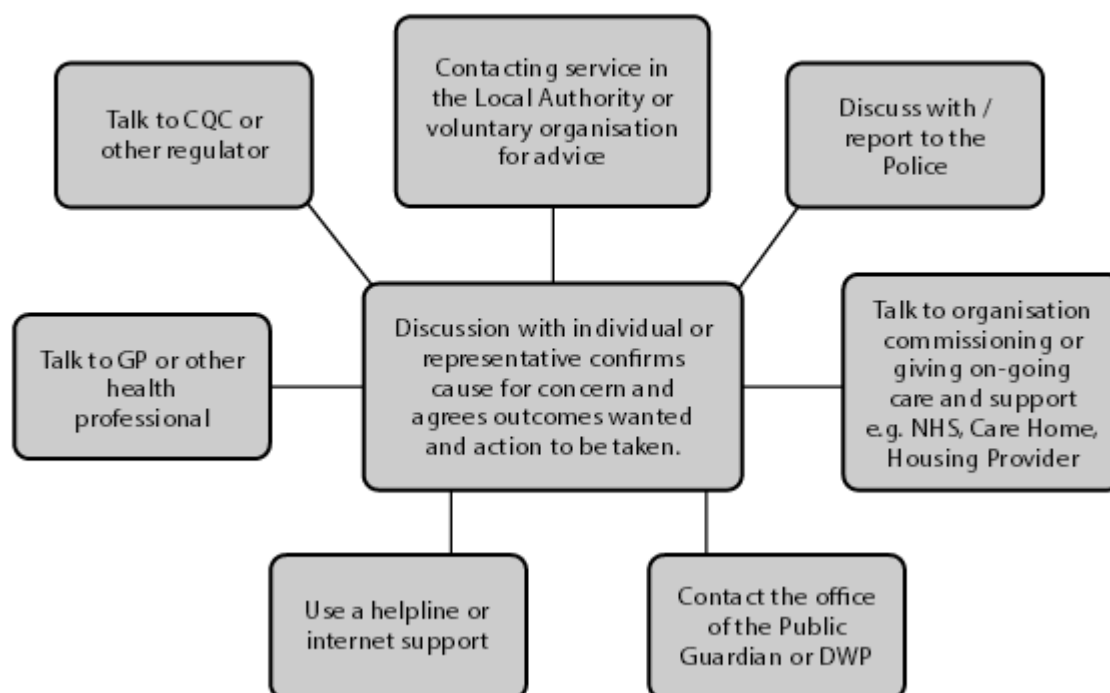 Contacting service in
the Local Authority or
voluntary organisation
for advice
Talk to CQC or
other regulator
Discuss with /
report to the
Police
Discussion with individual or
representative confirms
cause for concern and
agrees outcomes wanted
and action to be taken.
Talk to GP or other
health
professional
Talk to organisation
commissioning or
giving on-going
care and support
e.g. NHS, Care Home,
Housing Provider
Use a helpline or
internet support
Contact the office
of the Public
Guardian or DWP